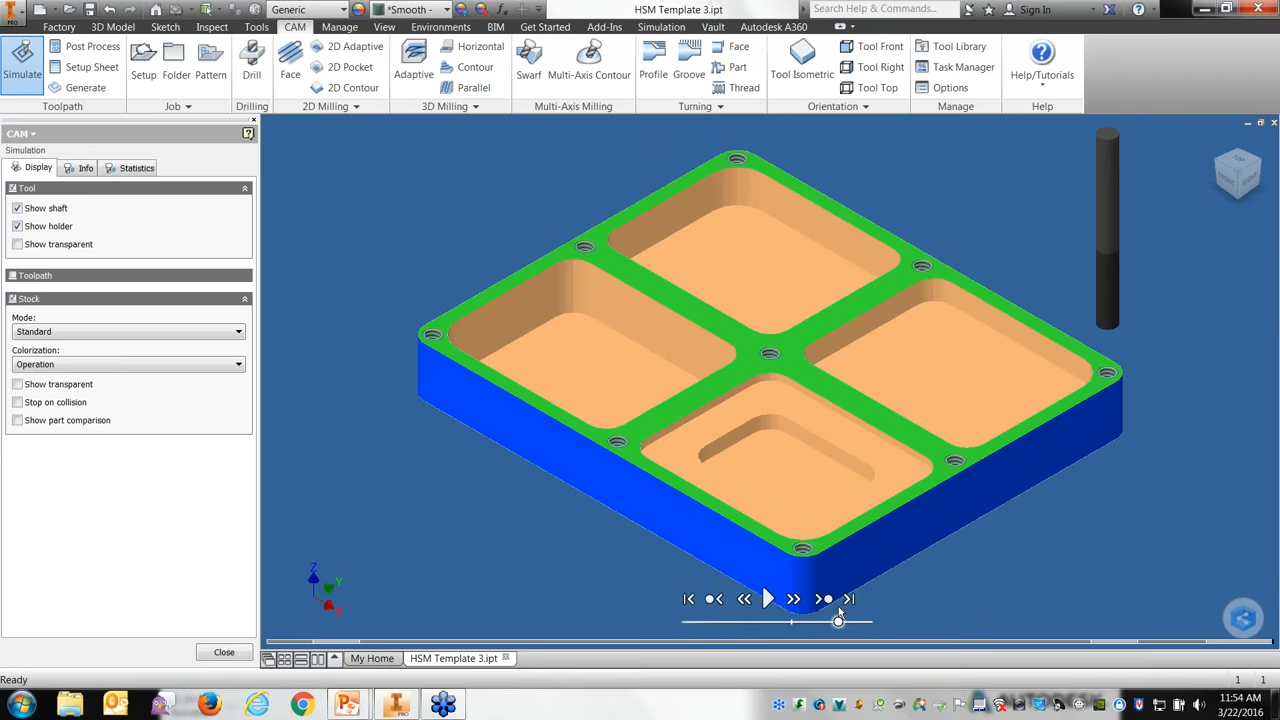 Generic
*Smooth -
HSM Template 3.ipt
Search Help & Commands...
Sign In
PRO
Factory 3D Model Sketch Inspect Tools CAM Manage View Environments BIM Get Started Add-Ins Simulation Vault Autodesk A360
Simulate
Post Process
Setup Sheet
Generate
Toolpath
Setup Folder Pattern
Job
Drill
Drilling
Face
2D Adaptive
2D Pocket
2D Contour
2D Milling
Adaptive
Horizontal
Contour
Parallel
3D Milling
Swarf Multi-Axis Contour
Multi-Axis Milling
Profile Groove
Face
Part
Thread
Turning
Tool Isometric
Tool Front
Tool Right
Tool Top
Orientation
Tool Library
Task Manager
Options
Manage
Help/Tutorials
Help
CAM
Simulation
Display Info Statistics
Tool
Show shaft
Show holder
Show transparent
Toolpath
Stock
Mode:
Standard
Colorization:
Operation
Show transparent
Stop on collision
Show part comparison
Close
TOP
FRONT RIGHT
Z
Y
X
My Home HSM Template 3.ipt
Ready
1 1
PRO
11:54 AM
3/22/2016